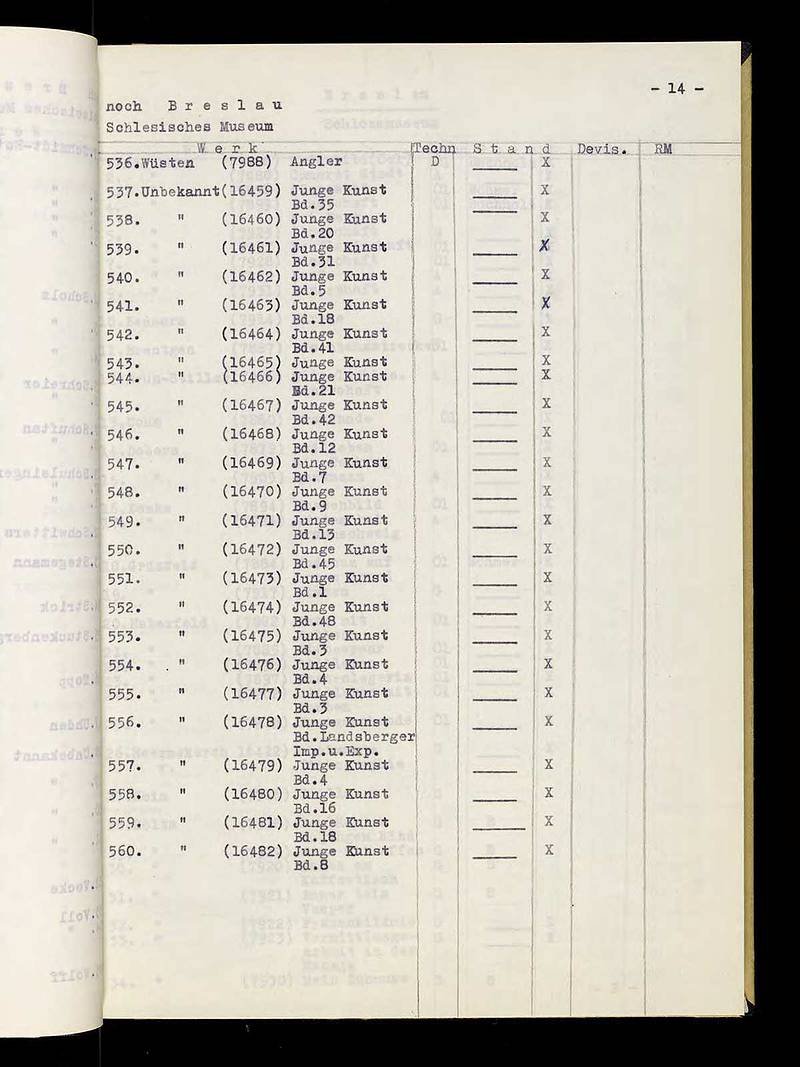 - 14 -
noch B r e s l a u
Schlesisches Museum
W e r k Techn S t a n d Devis. RM
536.Wüsten (7988) Angler D ____ X
537.Unbekannt(16459) Junge Kunst ____ X
Bd.35 ____
538. " (16460) Junge Kunst X
Bd.20
539. " (16461) Junge Kunst ____ X
Bd.31
540. " (16462) Junge Kunst ____ X
Bd.5
541. " (16463) Junge Kunst ____ X
Bd.18
542. " (16464) Junge Kunst ____ X
Bd.41
543. " (16465) Junge Kunst ____ X
544. " (16466) Junge Kunst ____ X
Bd.21
545. " (16467) Junge Kunst ____ X
Bd.42
546. " (16468) Junge Kunst ____ X
Bd.12
547. " (16469) Junge Kunst ____ X
Bd.7
548. " (16470) Junge Kunst ____ X
Bd.9
549. " (16471) Junge Kunst ____ X
Bd.13
550. " (16472) Junge Kunst ____ X
Bd.45
551. " (16473) Junge Kunst ____ X
Bd.1
552. " (16474) Junge Kunst ____ X
Bd.48
553. " (16475) Junge Kunst ____ X
Bd.3
554. . " (16476) Junge Kunst ____ X
Bd.4
555. " (16477) Junge Kunst ____ X
Bd.3
556. " (16478) Junge Kunst ____ X
Bd.Landsberger
Imp.u.Exp.
557. " (16479) Junge Kunst ____ X
Bd.4
558. " (16480) Junge Kunst ____ X
Bd.16
559. " (16481) Junge Kunst ____ X
Bd.18
560. " (16482) Junge Kunst ____ X
Bd.8